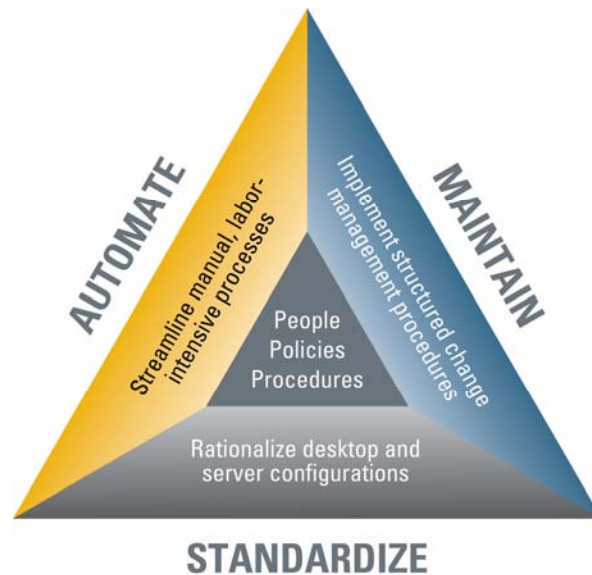 AUTOMATE
Streamline manual, labor-
intensive processes
MAINTAIN
Implement structured change
management procedures
People
Policies
Procedures
Rationalize desktop and
server configurations
STANDARDIZE